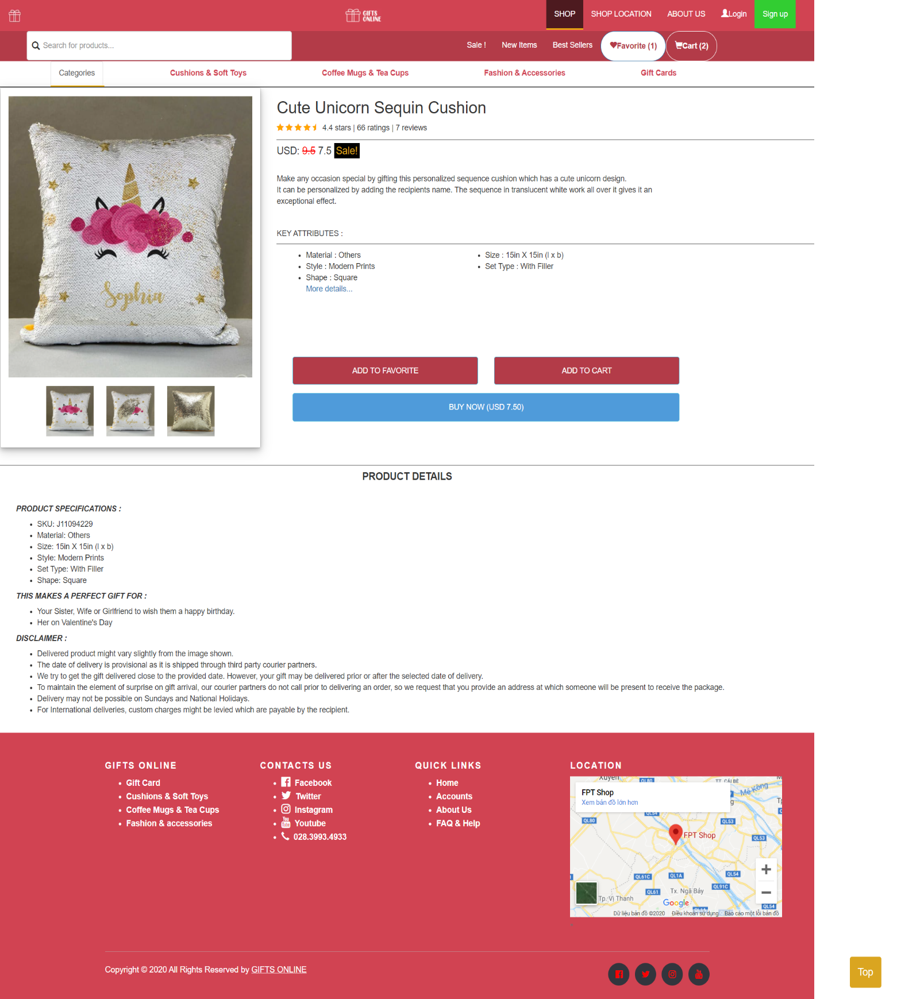 GIFTS
ONLINE
SHOP SHOP LOCATION ABOUT US Login Sign up
Search for products...
Sale ! New Items Best Sellers Favorite (1) Cart (2)
Categories Cushions & Soft Toys Coffee Mugs & Tea Cups Fashion & Accessories Gift Cards
Sophia
Cute Unicorn Sequin Cushion
4.4 stars | 66 ratings | 7 reviews
USD: 9.5 7.5 Sale!
Make any occasion special by gifting this personalized sequence cushion which has a cute unicorn design.
It can be personalized by adding the recipients name. The sequence in translucent white work all over it gives it an
exceptional effect.
KEY ATTRIBUTES :
Material : Others
Style : Modern Prints
Shape : Square
More details...
Size : 15in X 15in (l x b)
Set Type : With Filler
ADD TO FAVORITE
ADD TO CART
BUY NOW (USD 7.50)
PRODUCT DETAILS
PRODUCT SPECIFICATIONS :
SKU: J11094229
Material: Others
Size: 15in X 15in (l x b)
Style: Modern Prints
Set Type: With Filler
Shape: Square
THIS MAKES A PERFECT GIFT FOR :
Your Sister, Wife or Girlfriend to wish them a happy birthday.
Her on Valentine's Day
DISCLAIMER :
Delivered product might vary slightly from the image shown.
The date of delivery is provisional as it is shipped through third party courier partners.
We try to get the gift delivered close to the provided date. However, your gift may be delivered prior or after the selected date of delivery.
To maintain the element of surprise on gift arrival, our courier partners do not call prior to delivering an order, so we request that you provide an address at which someone will be present to receive the package.
Delivery may not be possible on Sundays and National Holidays.
For International deliveries, custom charges might be levied which are payable by the recipient.
GIFTS ONLINE
Gift Card
Cushions & Soft Toys
Coffee Mugs & Tea Cups
Fashion & accessories
CONTACTS US
Facebook
Twitter
Instagram
You Tube Youtube
028.3993.4933
QUICK LINKS
Home
Accounts
About Us
FAQ & Help
LOCATION
Xuyên
QL80
TT. CÁI BÈ
Mê Kông
FPT Shop
Xem bản đồ lớn hơn
QL54
QL80
QL53
FPT Shop
QL53
QL61C
QL1A
QL54
QL61
Tx. Ngã Bảy
QL91C
Tp. Vị Thanh
Google
QL54
Dữ liệu bản đồ ©2020 Điều khoản sử dụng Báo cáo một lỗi bản đồ
Copyright © 2020 All Rights Reserved by GIFTS ONLINE
Top